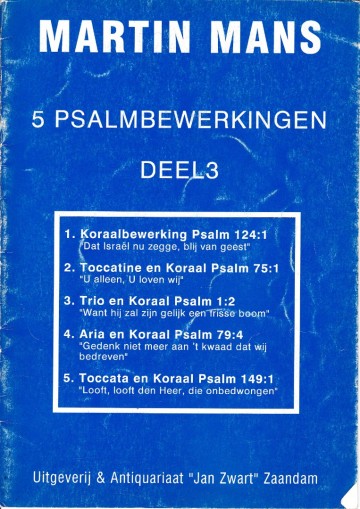 MARTIN MANS
5 PSALMBEWERKINGEN
DEEL3
1. Koraalbewerking Psalm 124:1
"Dat Israël nu zegge, blij van geest"
2. Toccatine en Koraal Psalm 75:1
"U alleen, U loven wij"
3. Trio en Koraal Psalm 1:2
"Want hij zal zijn gelijk een frisse boom"
4. Aria en Koraal Psalm 79:4
"Gedenk niet meer aan 't kwaad dat wij
bedreven"
5. Toccata en Koraal Psalm 149:1
"Looft, looft den Heer, die onbedwongen"
Uitgeverij & Antiquariaat "Jan Zwart" Zaandam